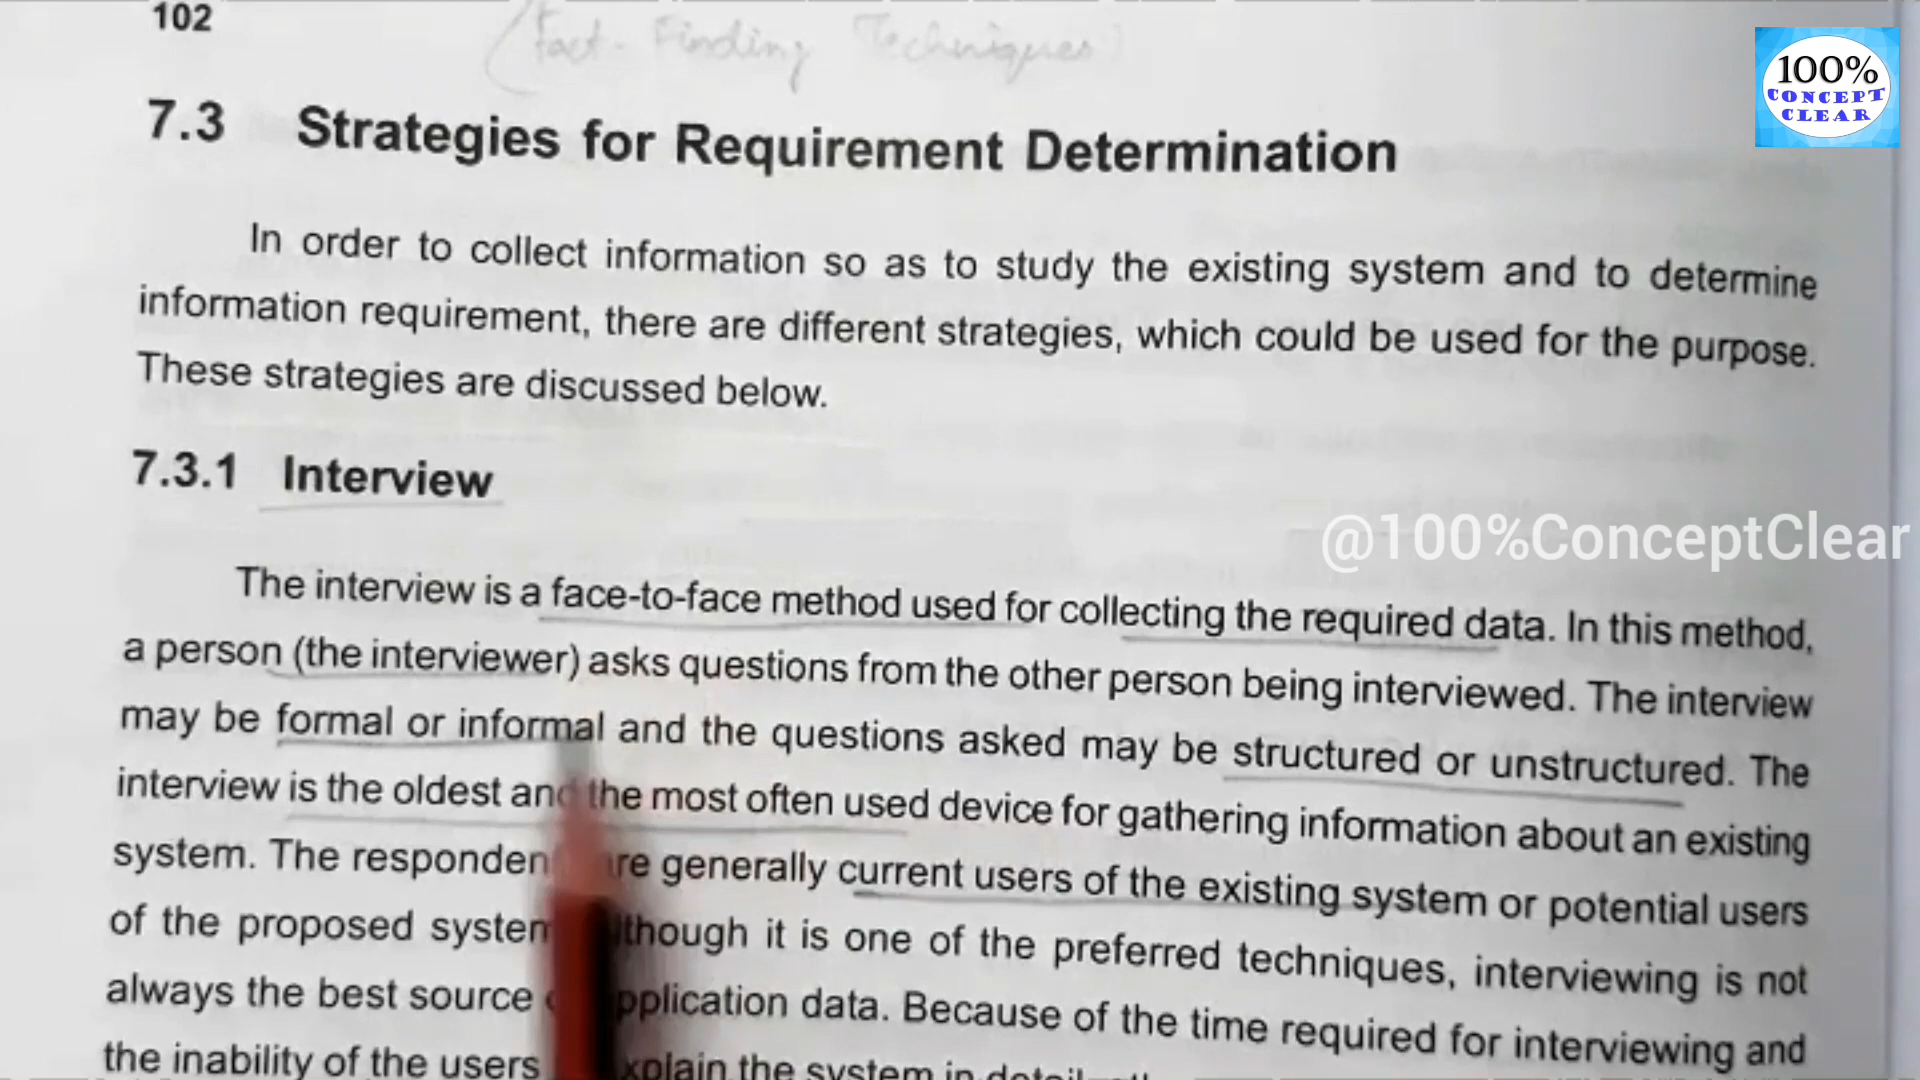 102
(Fact-Finding Techniques)
100%
CONCEPT
CLEAR
7.3 Strategies for Requirement Determination
In order to collect information so as to study the existing system and to determine
information requirement, there are different strategies, which could be used for the purpose.
These strategies are discussed below.
7.3.1 Interview
@100%ConceptClear
The interview is a face-to-face method used for collecting the required data. In this method,
a person (the interviewer) asks questions from the other person being interviewed. The interview
may be formal or informal and the questions asked may be structured or unstructured. The
interview is the oldest and the most often used device for gathering information about an existing
system. The responden re generally current users of the existing system or potential users
of the proposed system though it is one of the preferred techniques, interviewing is not
always the best source pplication data. Because of the time required for interviewing and
the inability of the users xplain the system in